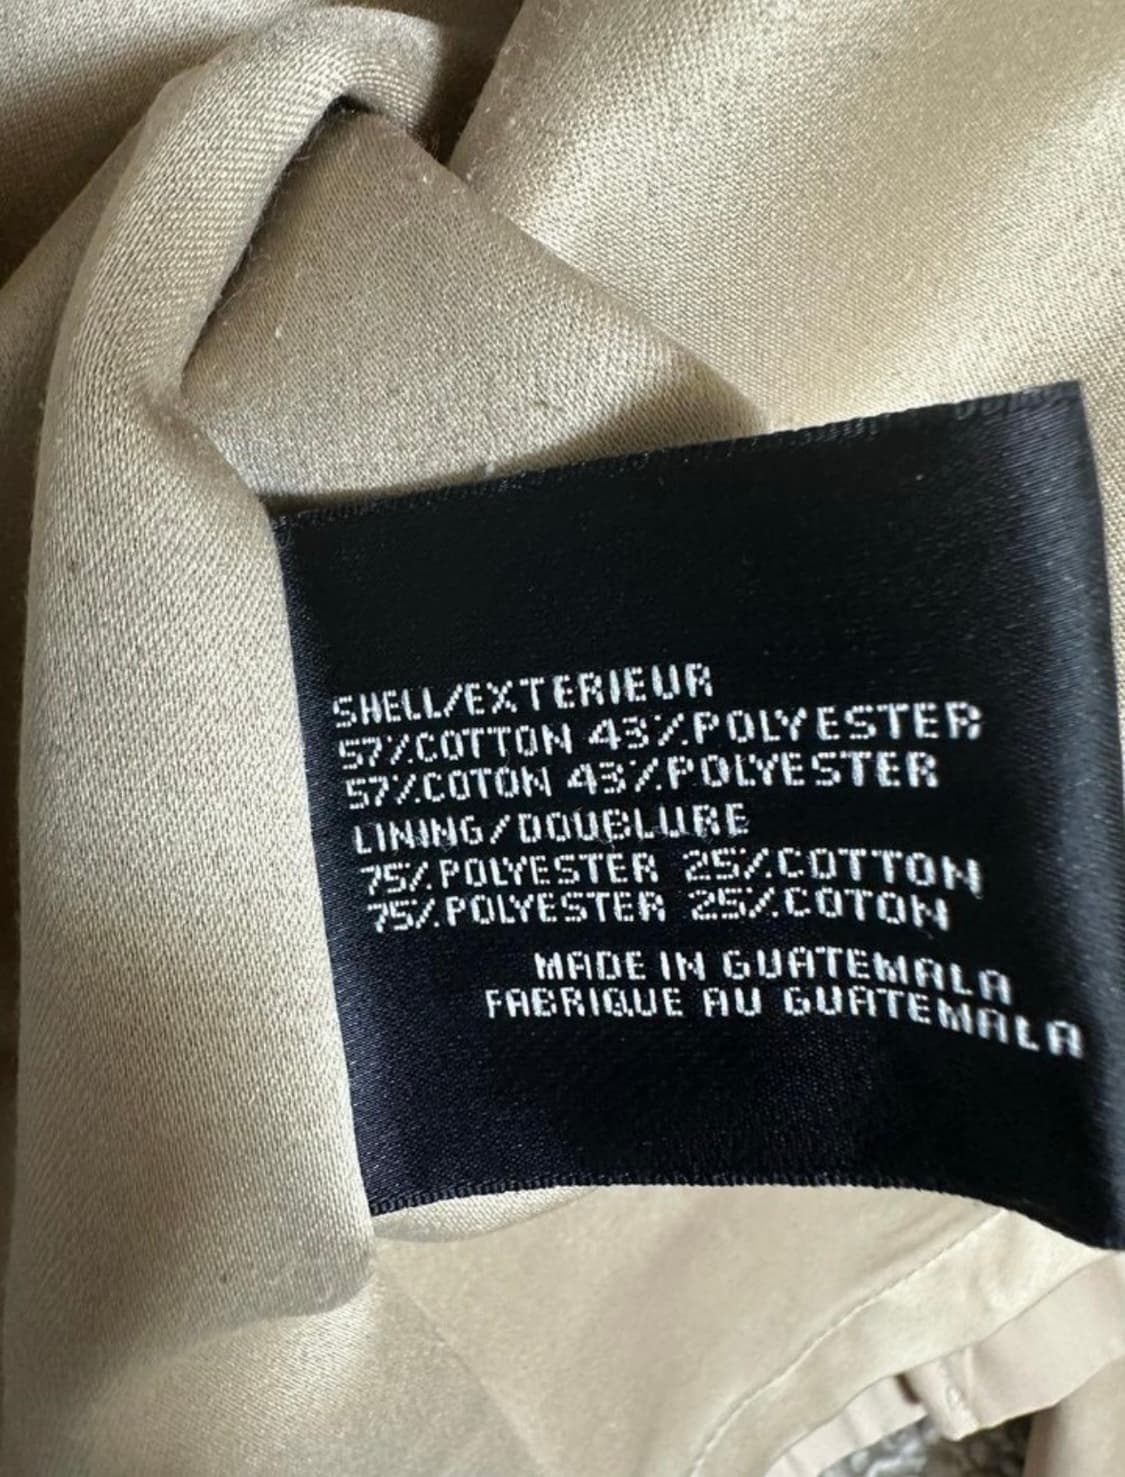 SHELL/EXTERIEUR
57%COTTON 43%POLYESTER
57%COTON 43%POLYESTER
LINING/DOUBLURE
75%POLYESTER 25%COTTON
75%POLYESTER 25%COTON
MADE IN GUATEMALA
FABRIQUE AU GUATEMALA